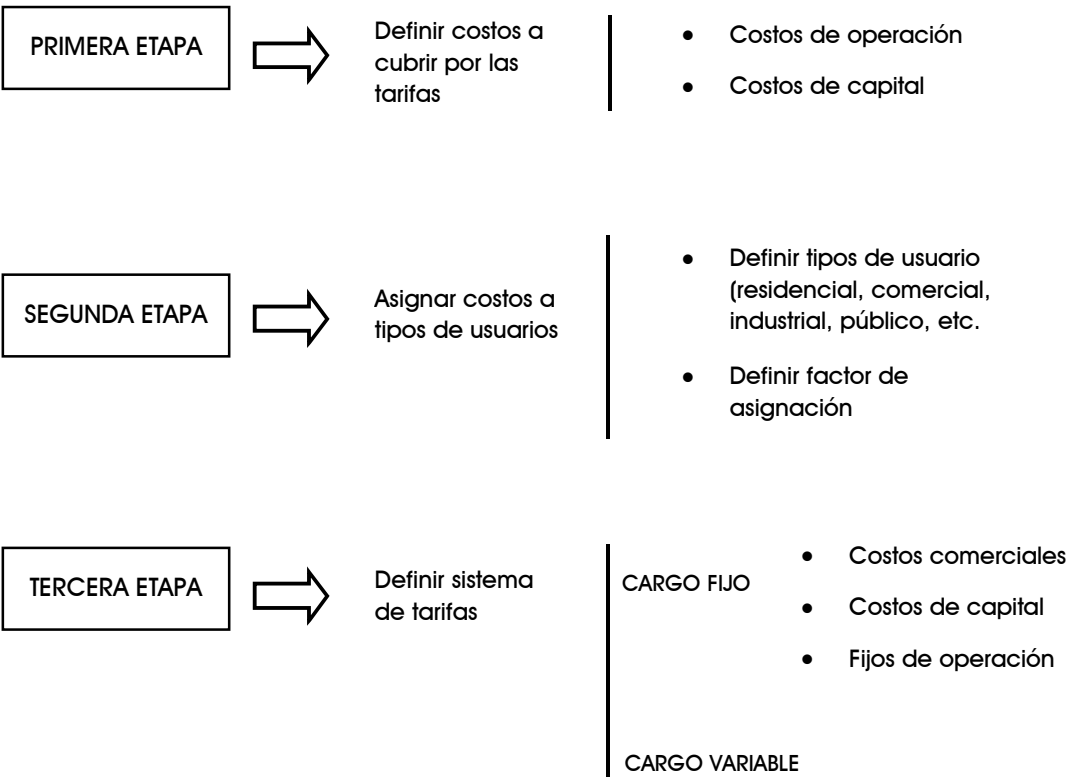 PRIMERA ETAPA
Definir costos a
cubrir por las
tarifas
• Costos de operación
• Costos de capital
SEGUNDA ETAPA
Asignar costos a
tipos de usuarios
• Definir tipos de usuario
(residencial, comercial,
industrial, público, etc.
• Definir factor de
asignación
TERCERA ETAPA
Definir sistema
de tarifas
CARGO FIJO
• Costos comerciales
• Costos de capital
• Fijos de operación
CARGO VARIABLE